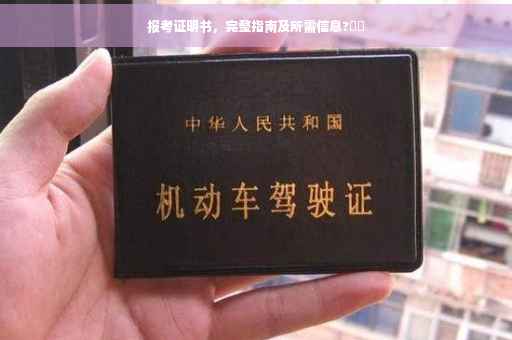 报考证明书，完整指南及所需信息?
中华人民共和国
机动车驾驶证